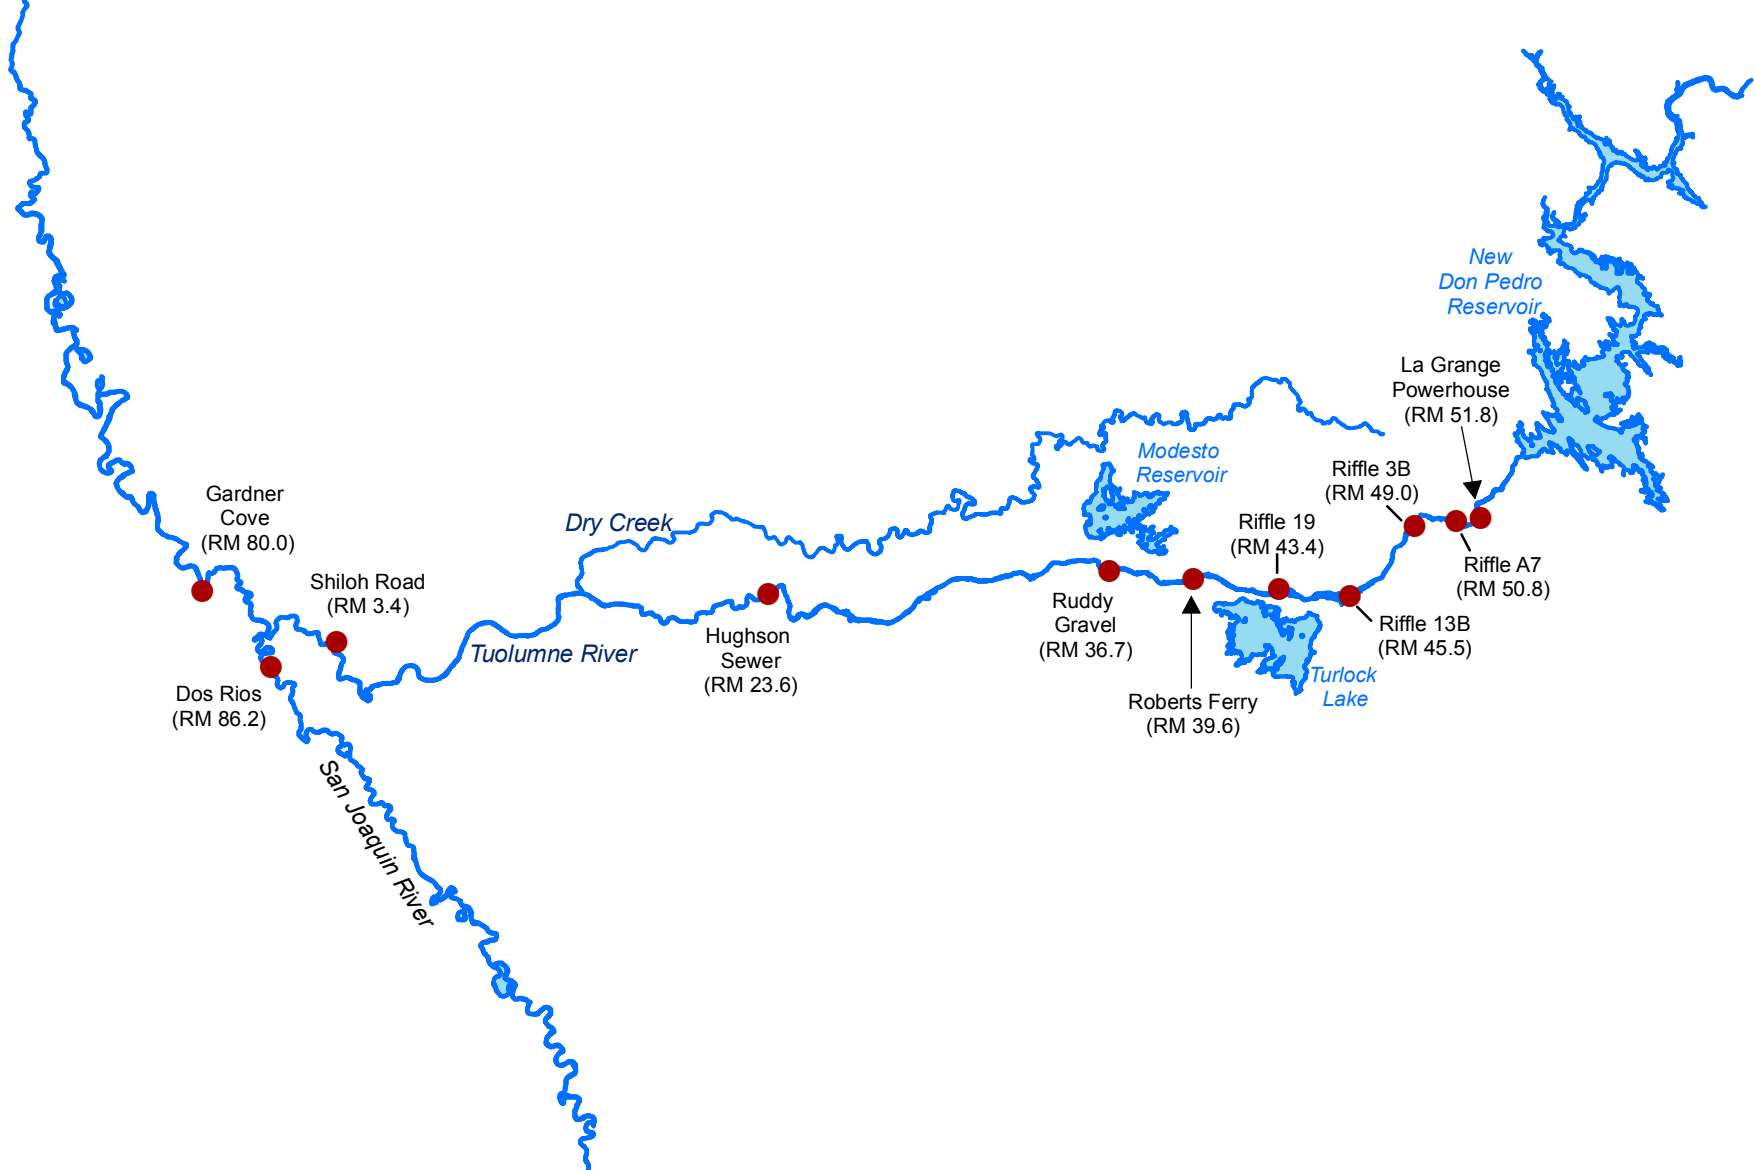 New
Don Pedro
Reservoir
La Grange
Powerhouse
(RM 51.8)
Modesto
Reservoir
Riffle 3B
(RM 49.0)
Gardner
Cove
(RM 80.0)
Dry Creek
Riffle 19
(RM 43.4)
Riffle A7
(RM 50.8)
Shiloh Road
(RM 3.4)
Ruddy
Gravel
(RM 36.7)
Riffle 13B
(RM 45.5)
Hughson
Sewer
(RM 23.6)
Tuolumne River
Turlock
Lake
Dos Rios
(RM 86.2)
Roberts Ferry
(RM 39.6)
San Joaquin River